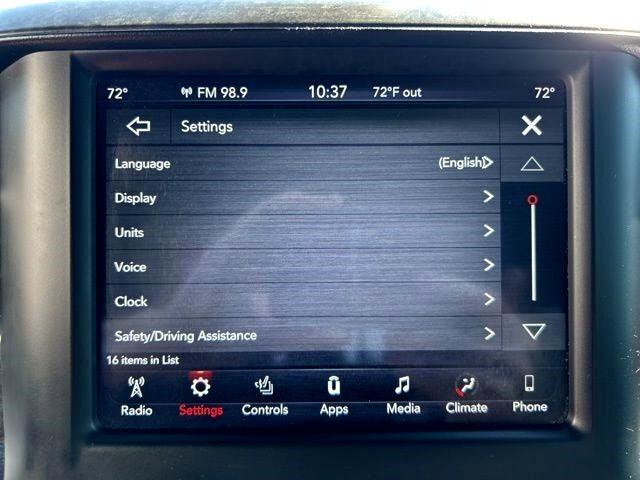 72° FM 98.9 10:37 72°F out 72°
Settings
Language (English)
Display
Units
Voice
Clock
Safety/Driving Assistance
16 items in List
Radio Settings Controls Apps Media Climate Phone